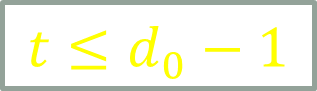 t ≤ d₀ − 1